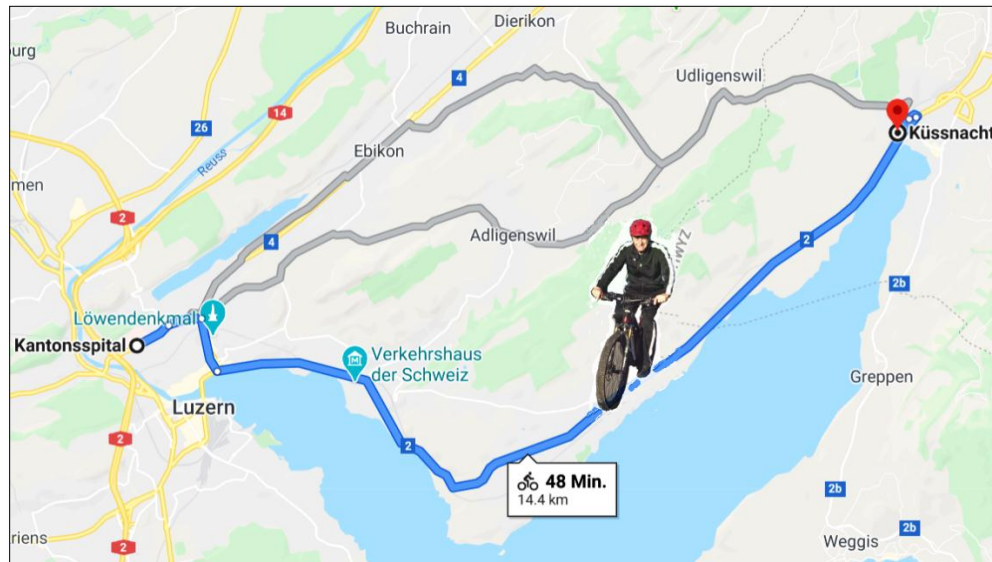 Dierikon
Buchrain
urg
4
Udligenswil
14
26
Reuss
Ebikon
Küssnacht
men
2
Adligenswil
4
2
2b
Löwendenkmal
Kantonsspital
Verkehrshaus
der Schweiz
Greppen
Luzern
2
2
48 Min.
14.4 km
2b
2b
riens
2
Weggis